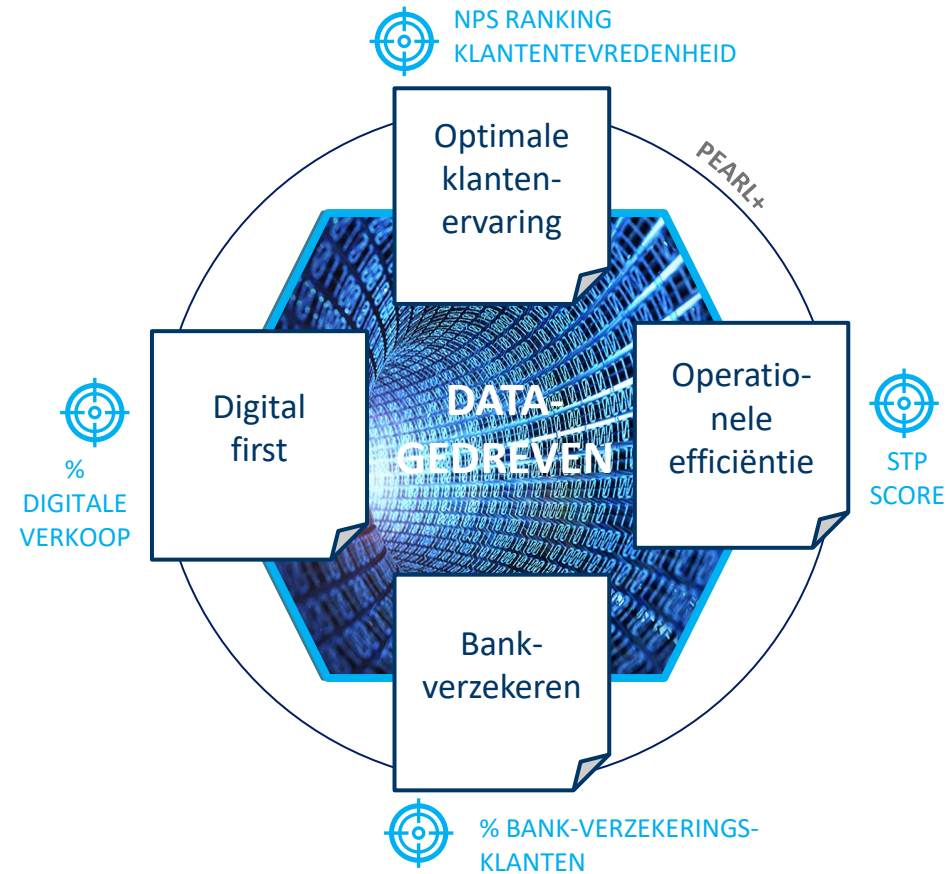 NPS RANKING
KLANTENTEVREDENHEID
Optimale
klanten-
ervaring
PEARL+
Digital
first
DATA-
GEDREVEN
Operatio-
nele
efficiëntie
%
DIGITALE
VERKOOP
STP
SCORE
Bank-
verzekeren
% BANK-VERZEKERINGS-
KLANTEN